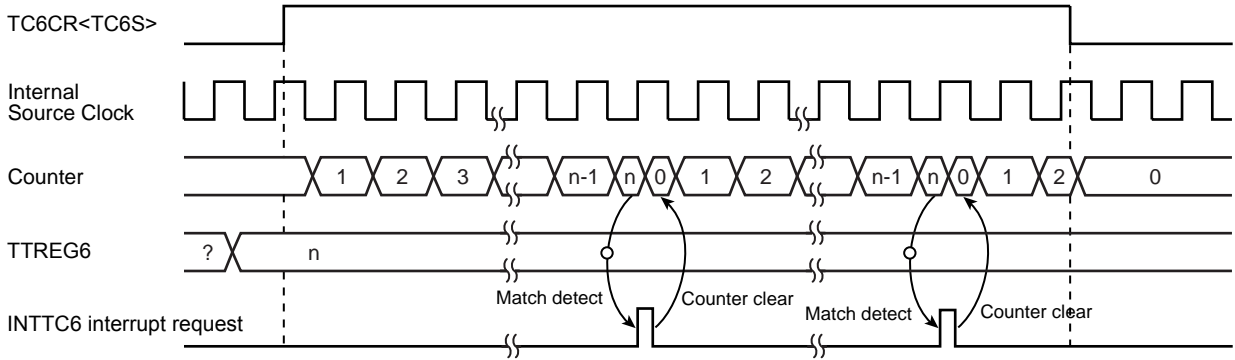 TC6CR<TC6S>
Internal
Source Clock
Counter
1 2 3 n-1 n 0 1 2 n-1 n 0 1 2 0
TTREG6
? n
Match detect Counter clear Match detect Counter clear
INTTC6 interrupt request